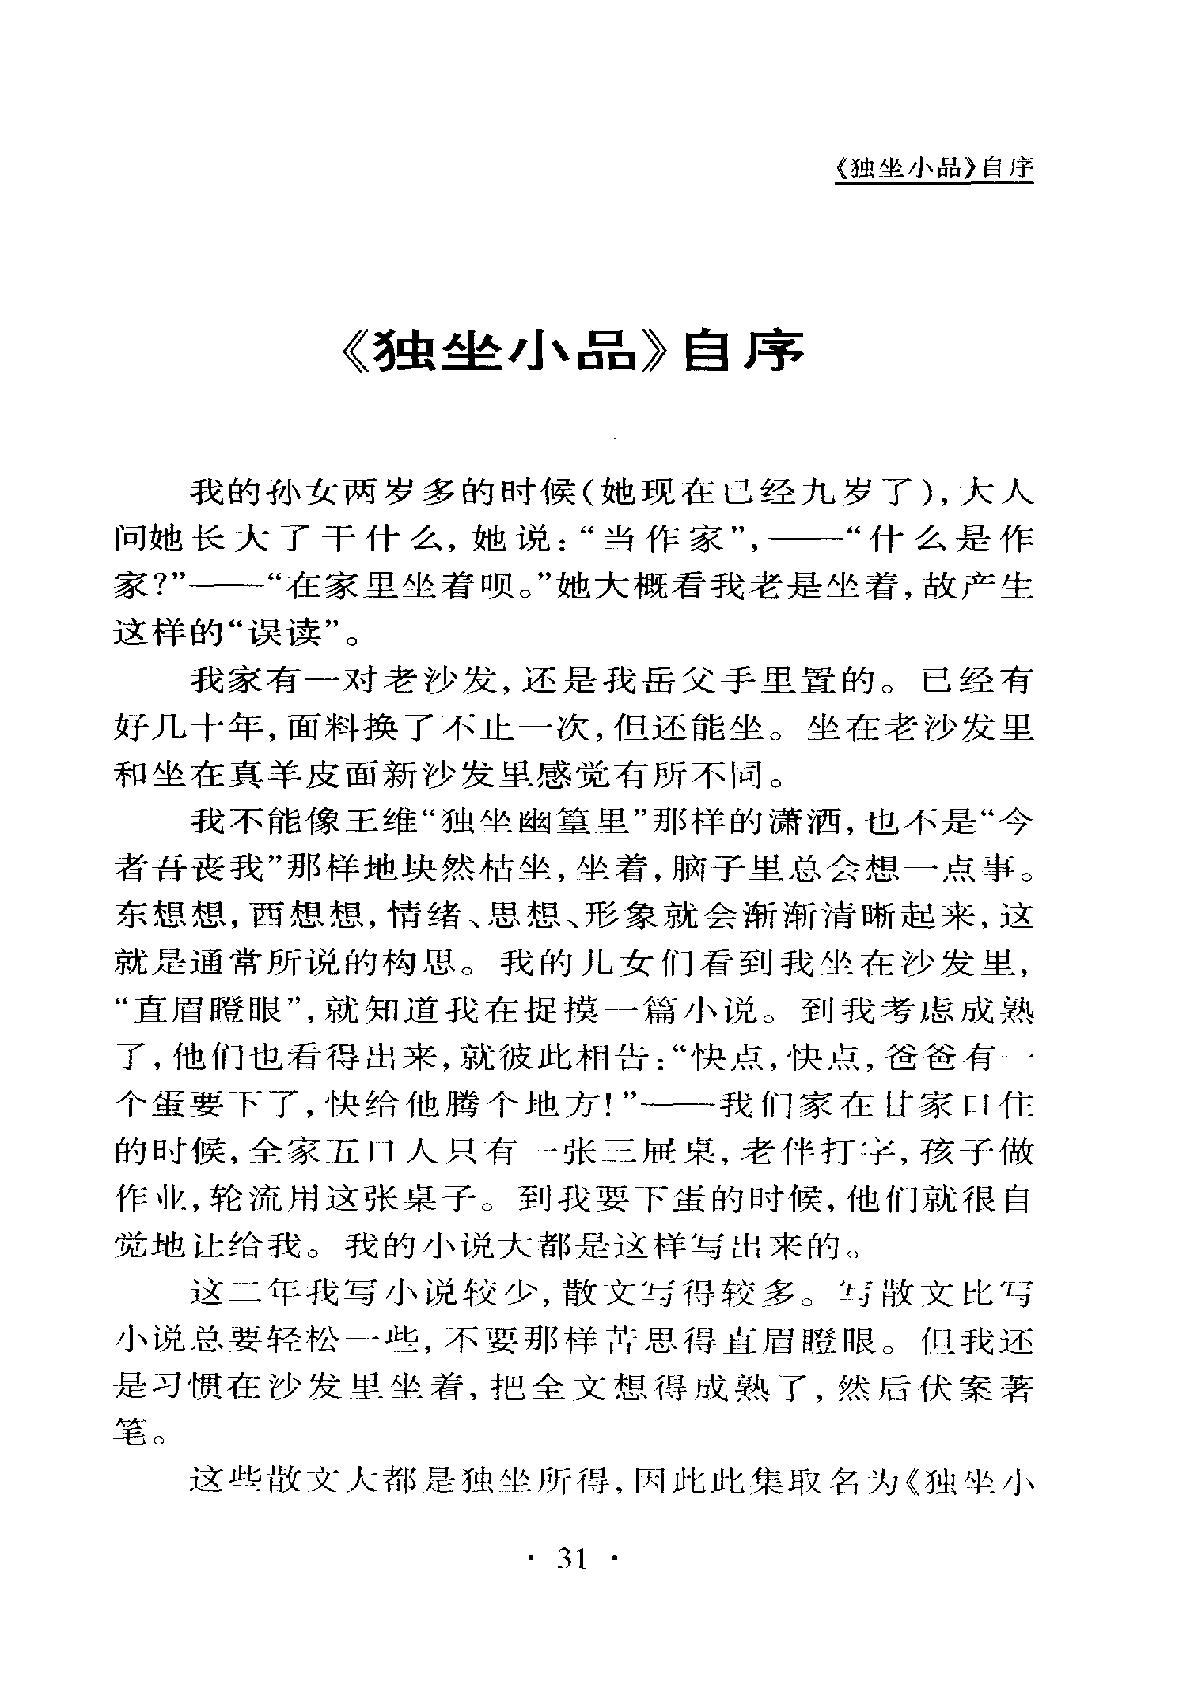 《独坐小品》自序
《独坐小品》自序
我的孙女两岁多的时候(她现在已经九岁了),大人
问她长大了干什么,她说:“当作家”,——“什么是作
家?”——“在家里坐着呗。”她大概看我老是坐着,故产生
这样的“误读”。
我家有一对老沙发,还是我岳父手里置的。已经有
好几十年,面料换了不止一次,但还能坐。坐在老沙发里
和坐在真羊皮面新沙发里感觉有所不同。
我不能像王维“独坐幽篁里”那样的潇洒,也不是“今
者吾丧我”那样地块然枯坐,坐着,脑子里总会想一点事。
东想想,西想想,情绪、思想、形象就会渐渐清晰起来,这
就是通常所说的构思。我的儿女们看到我坐在沙发里,
“直眉瞪眼”,就知道我在捉摸一篇小说。到我考虑成熟
了,他们也看得出来,就彼此相告:“快点,快点,爸爸有一
个蛋要下了,快给他腾个地方!”——我们家在甘家口住
的时候,全家五口人只有一张三屉桌,老伴打字,孩子做
作业,轮流用这张桌子。到我要下蛋的时候,他们就很自
觉地让给我。我的小说大都是这样写出来的。
这二年我写小说较少,散文写得较多。写散文比写
小说总要轻松一些,不要那样苦思得直眉瞪眼。但我还
是习惯在沙发里坐着,把全文想得成熟了,然后伏案著
笔。
这些散文大都是独坐所得,因此此集取名为《独坐小
· 31 ·